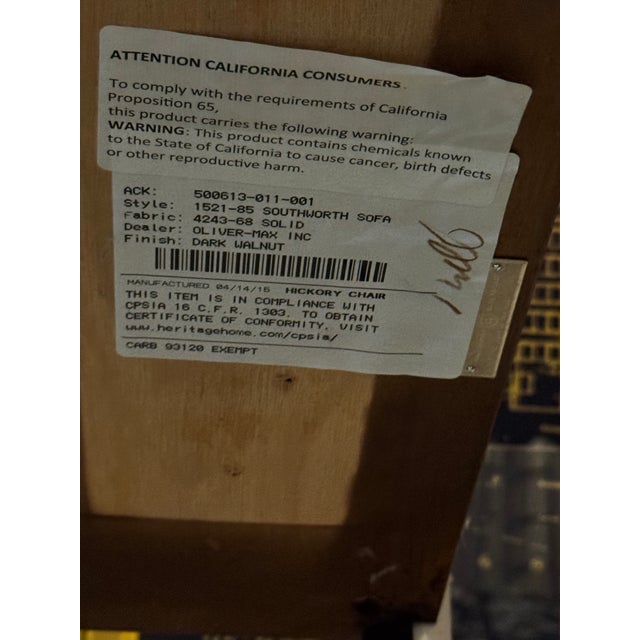 ATTENTION CALIFORNIA CONSUMERS.
To comply with the requirements of California
Proposition 65,
this product carries the following warning:
WARNING: This product contains chemicals known
to the State of California to cause cancer, birth defects
or other reproductive harm.
ACK: 500613-011-001
Style: 1521-85 SOUTHWORTH SOFA
Fabric: 4243-68 SOLID
Dealer: OLIVER-MAX INC
Finish: DARK WALNUT
MANUFACTURED 04/14/15 HICKORY CHAIR
THIS ITEM IS IN COMPLIANCE WITH
CPSIA 16 C.F.R. 1303. TO OBTAIN
CERTIFICATE OF CONFORMITY, VISIT
www.heritagehome.com/cpsia/
CARB 93120 EXEMPT